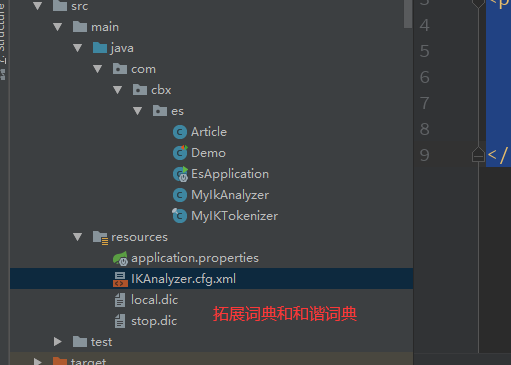 src
main
java
com
cbx
es
Article
Demo
EsApplication
MyIkAnalyzer
MyIKTokenizer
resources
application.properties
IKAnalyzer.cfg.xml
local.dic
stop.dic
拓展词典和和谐词典
test
target
Z: Structure
<p
4
5
6
7
8
9 </